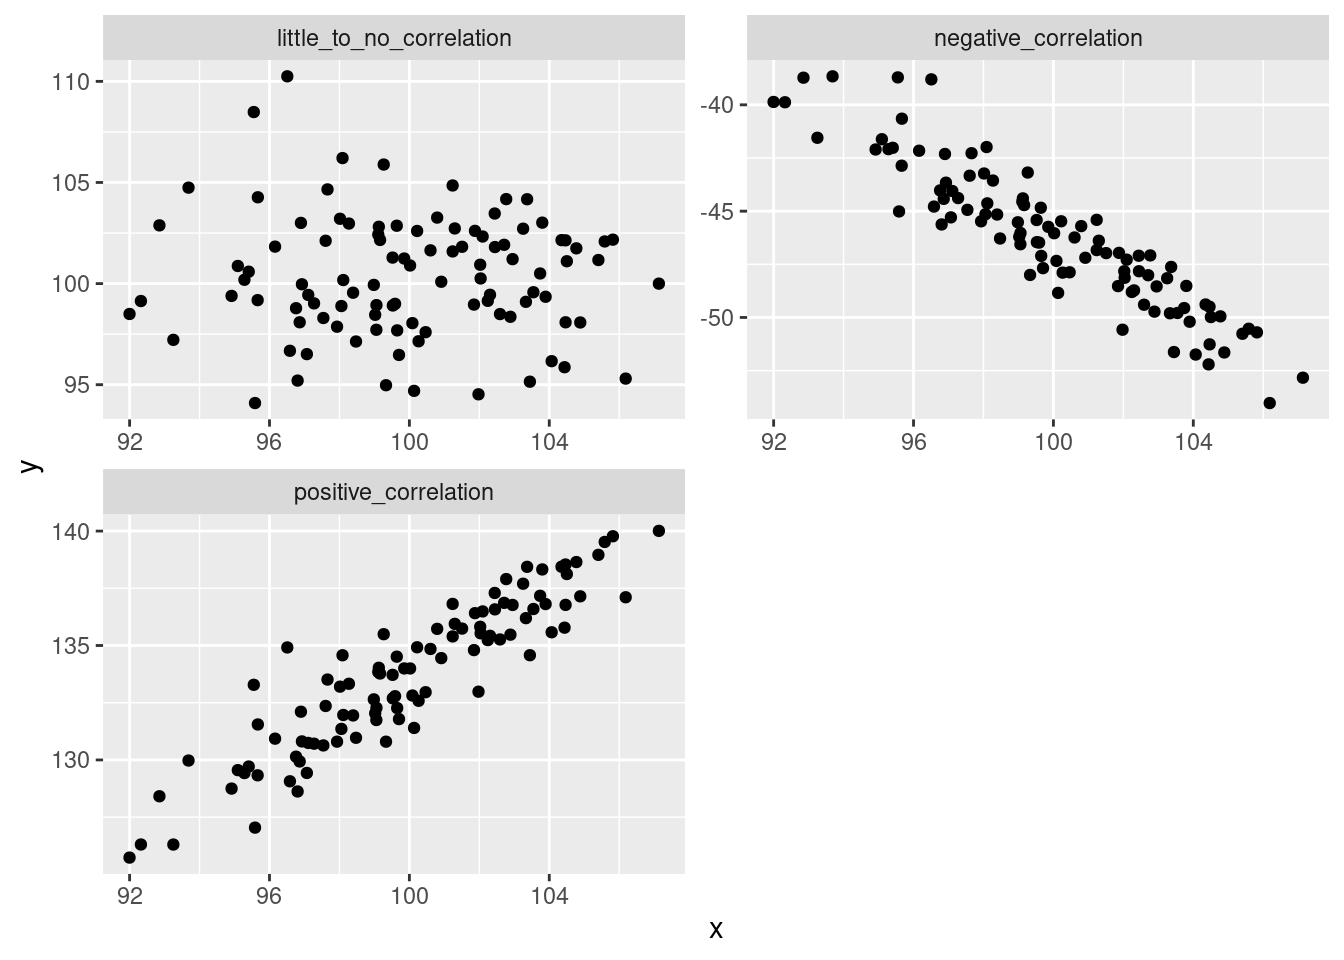 little_to_no_correlation
negative_correlation
110
105
100
95
-40
-45
-50
92 96 100 104
92 96 100 104
y
positive_correlation
140
135
130
92 96 100 104
x